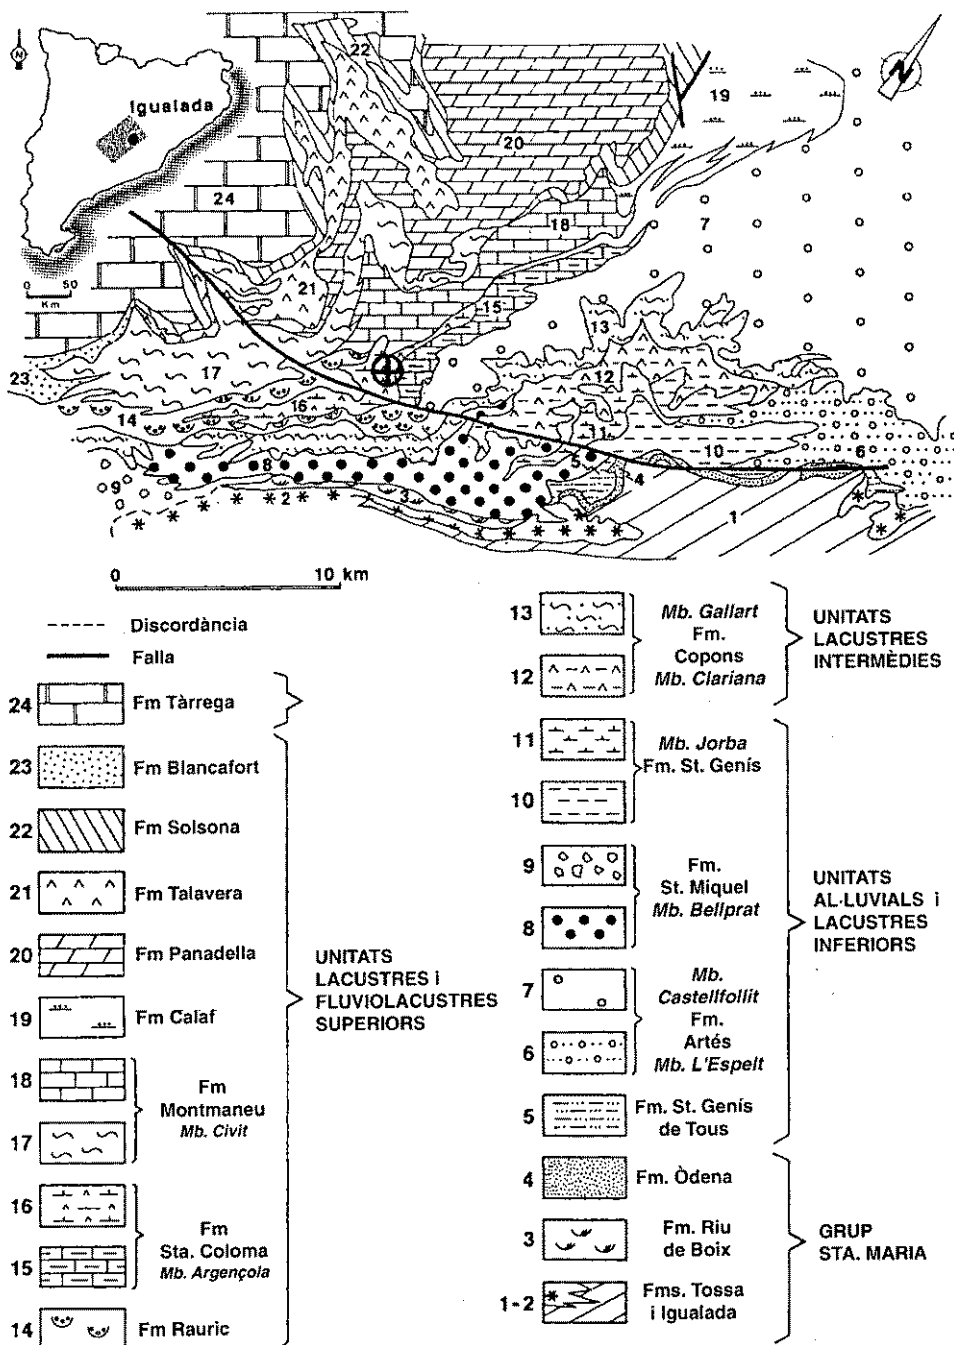 N
Igualada
0 50
Km
22
20
19
N
24
18
7
21
15
13
17
23
12
16
14
11
10
6
5
8
9
2
3
4
1
0 10 km
Discordància
Falla
24 Fm Tàrrega
23 Fm Blancafort
22 Fm Solsona
21 Fm Talavera
20 Fm Panadella
19 Fm Calaf
18 Fm
Montmaneu
17 Mb. Civit
16 Fm
Sta. Coloma
15 Mb. Argençola
14 Fm Rauric
UNITATS
LACUSTRES I
FLUVIOLACUSTRES
SUPERIORS
13 Mb. Gallart
Fm.
Copons
12 Mb. Clariana
UNITATS
LACUSTRES
INTERMÈDIES
11 Mb. Jorba
Fm. St. Genís
10
9 Fm.
St. Miquel
8 Mb. Bellprat
7 Mb.
Castellfollit
Fm.
Artés
6 Mb. L'Espelt
5 Fm. St. Genís
de Tous
UNITATS
AL·LUVIALS i
LACUSTRES
INFERIORS
4 Fm. Òdena
3 Fm. Riu
de Boix
1-2 Fms. Tossa
i Igualada
GRUP
STA. MARIA